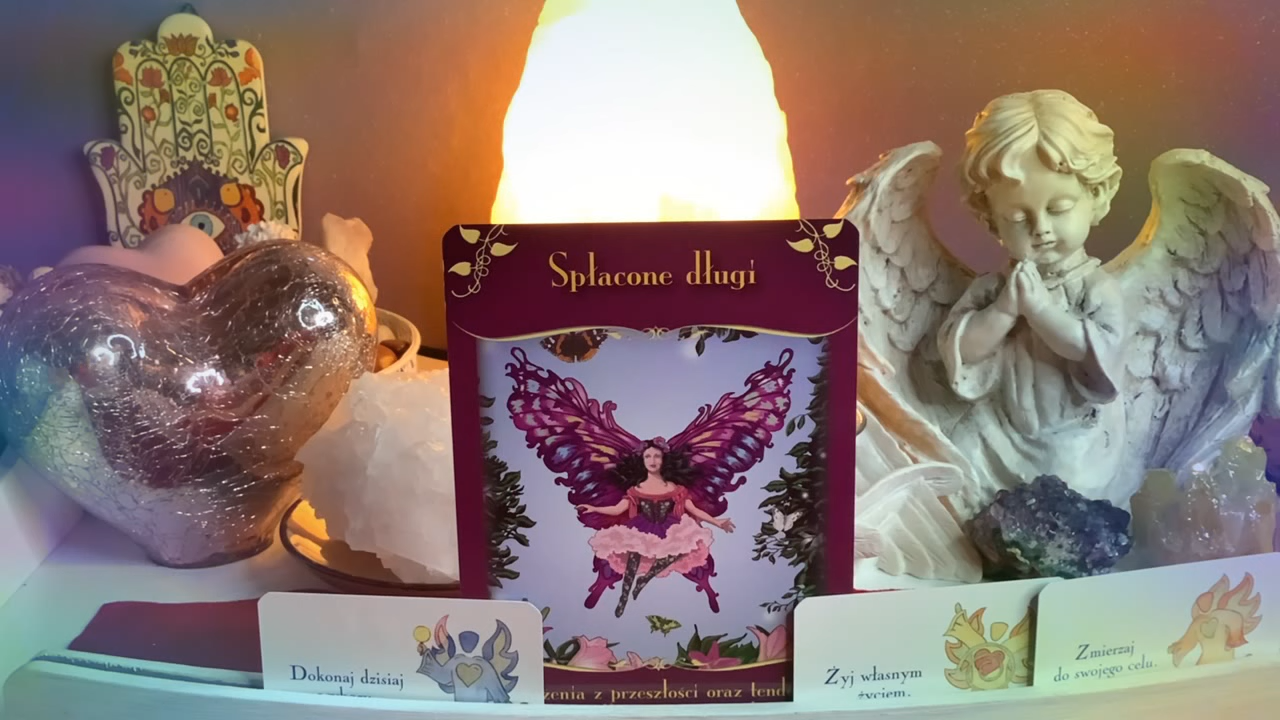 Spłacone długi
zenia z przeszłości oraz tend
Dokonaj dzisiaj
Żyj własnym
życiem.
Zmierzaj
do swojego celu.